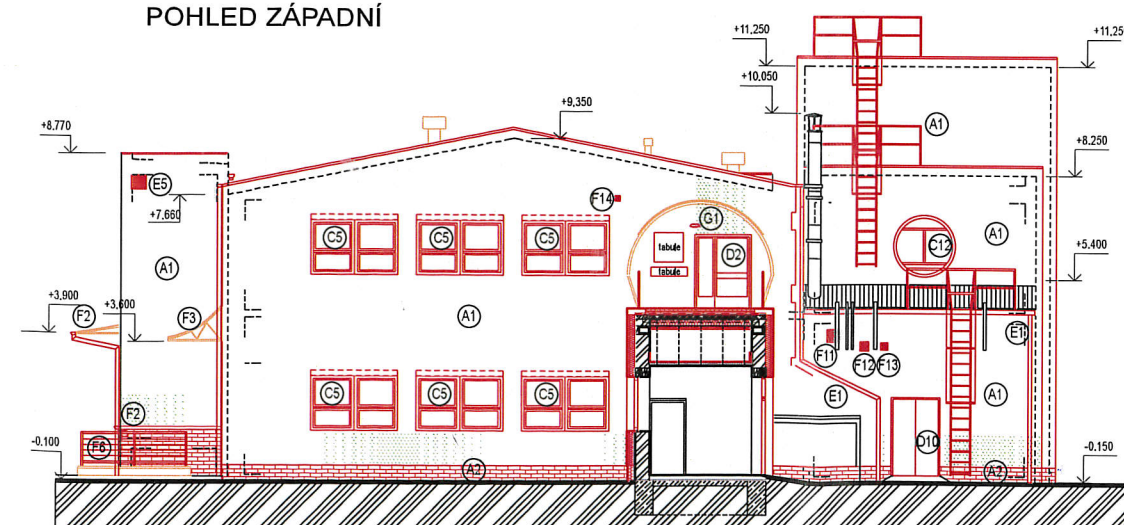 POHLED ZÁPADNÍ
+11,250
+11,250
+10,050
+9,350
A1
+8,770
+8,250
E5
F14
+7,660
G1
C5
C5
C5
tabule
D2
A1
C12
tabule
A1
+5,400
+3,900
F2
+3,600
F3
A1
E1
F11
F12
F13
C5
C5
C5
E1
A1
F2
-0.100
F6
D10
-0.150
A2
A2